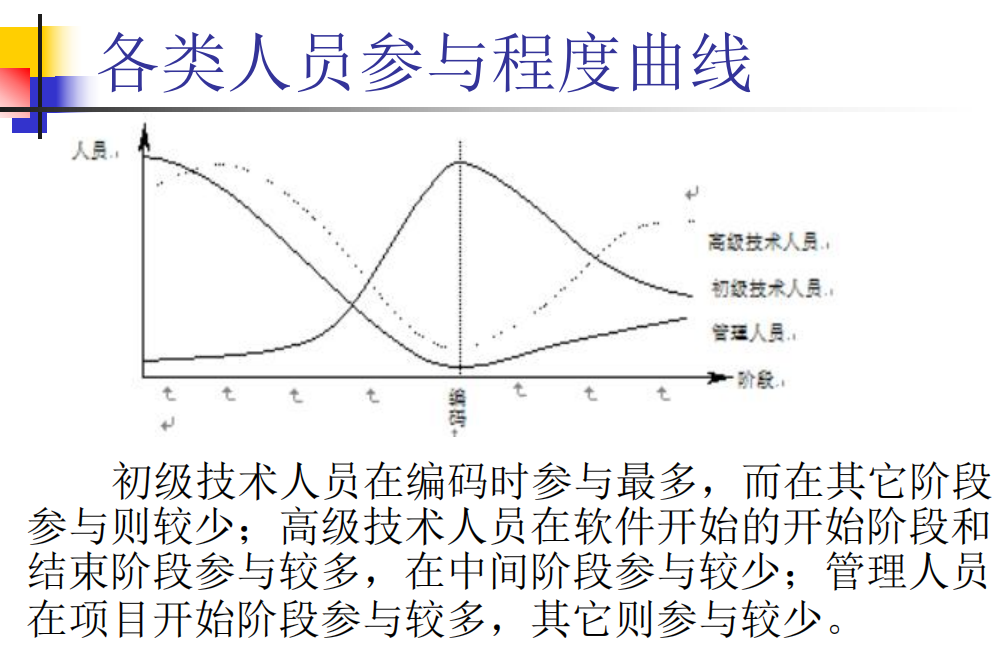 各类人员参与程度曲线
人员
高级技术人员
初级技术人员
管理人员
阶段
编
码
初级技术人员在编码时参与最多，而在其它阶段
参与则较少；高级技术人员在软件开始的开始阶段和
结束阶段参与较多，在中间阶段参与较少；管理人员
在项目开始阶段参与较多，其它则参与较少。